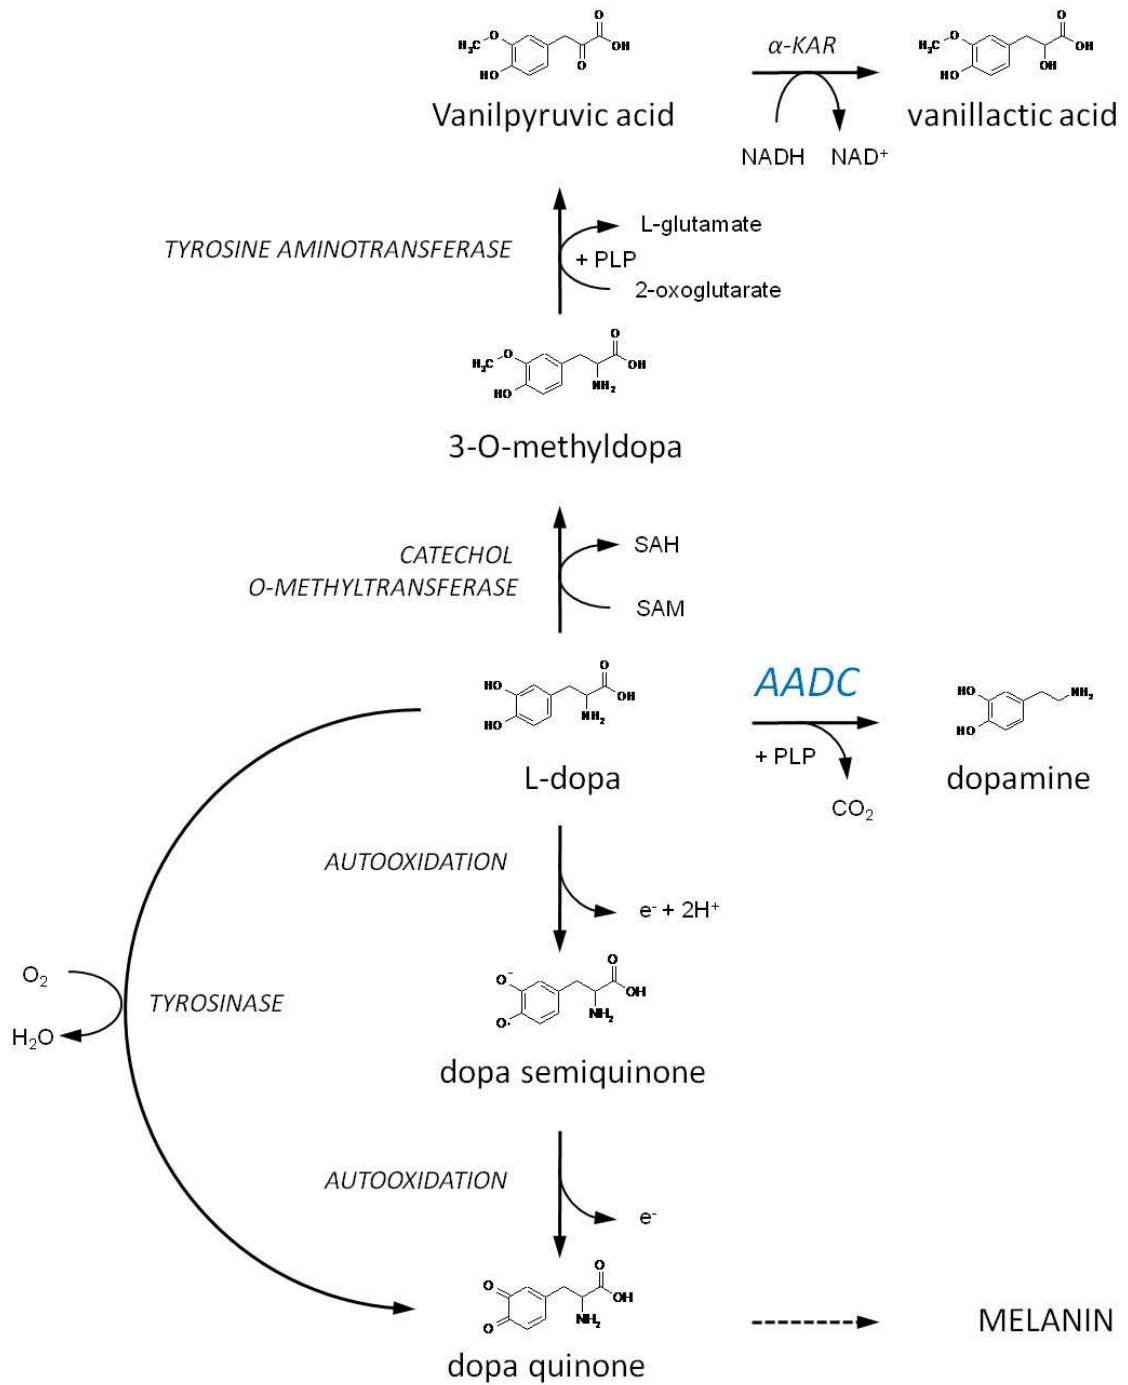 O
H₃C
O
OH
O
HO
Vanilpyruvic acid
α-KAR
NADH
NAD⁺
O
H₃C
O
OH
OH
HO
vanillactic acid
TYROSINE AMINOTRANSFERASE
L-glutamate
+ PLP
2-oxoglutarate
O
H₃C
O
OH
NH₂
HO
3-O-methyldopa
CATECHOL
O-METHYLTRANSFERASE
SAH
SAM
O
HO
OH
NH₂
HO
L-dopa
AADC
+ PLP
CO₂
HO
NH₂
HO
dopamine
AUTOOXIDATION
e⁻ + 2H⁺
O₂
H₂O
TYROSINASE
O
O⁻
OH
NH₂
O•
dopa semiquinone
AUTOOXIDATION
e⁻
O
O
OH
NH₂
O
dopa quinone
MELANIN